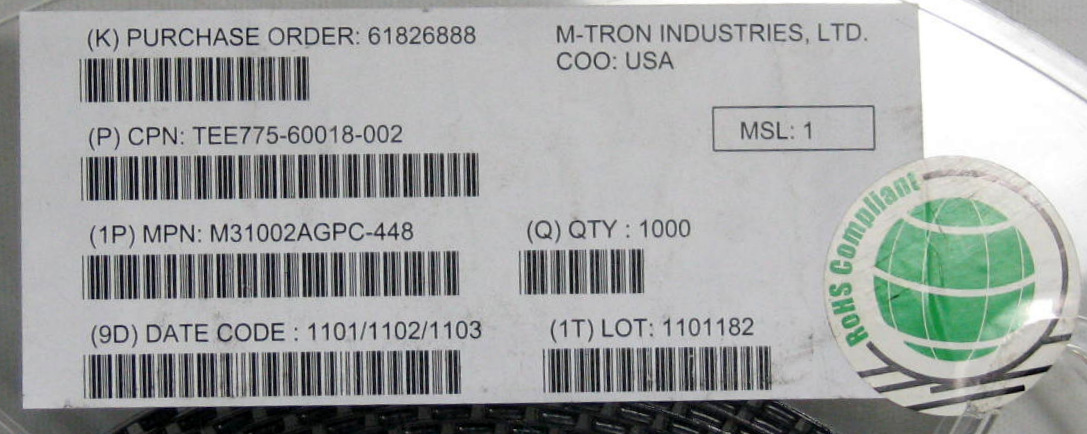 (K) PURCHASE ORDER: 61826888
M-TRON INDUSTRIES, LTD.
COO: USA
(P) CPN: TEE775-60018-002
MSL: 1
(1P) MPN: M31002AGPC-448
(Q) QTY : 1000
(9D) DATE CODE : 1101/1102/1103
(1T) LOT: 1101182
RoHS Compliant